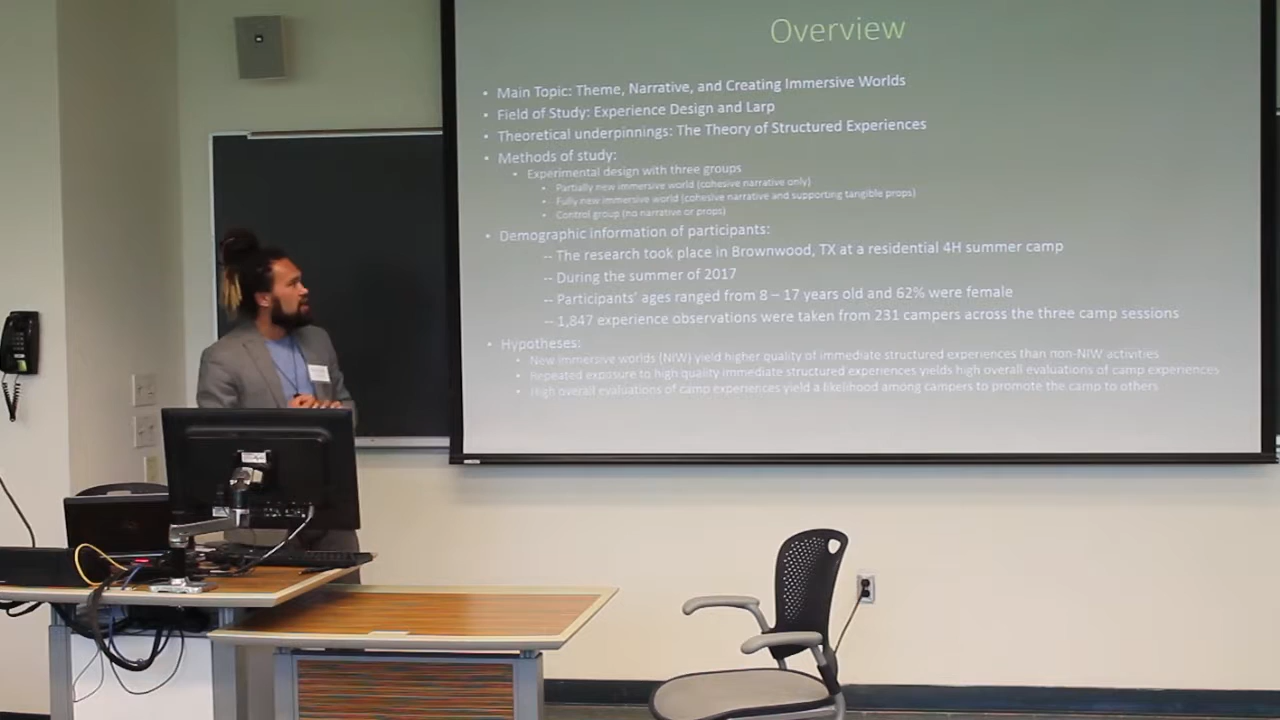 Overview
• Main Topic: Theme, Narrative, and Creating Immersive Worlds
• Field of Study: Experience Design and Larp
• Theoretical underpinnings: The Theory of Structured Experiences
• Methods of study:
• Experimental design with three groups
• Partially new immersive world (cohesive narrative only)
• Fully new immersive world (cohesive narrative and supporting tangible props)
• Control group (no narrative or props)
• Demographic information of participants:
-- The research took place in Brownwood, TX at a residential 4H summer camp
-- During the summer of 2017
-- Participants' ages ranged from 8 – 17 years old and 62% were female
-- 1,847 experience observations were taken from 231 campers across the three camp sessions
• Hypotheses:
• New immersive worlds (NIW) yield higher quality of immediate structured experiences than non-NIW activities
• Repeated exposure to high quality immediate structured experiences yields high overall evaluations of camp experiences
• High overall evaluations of camp experiences yield a likelihood among campers to promote the camp to others